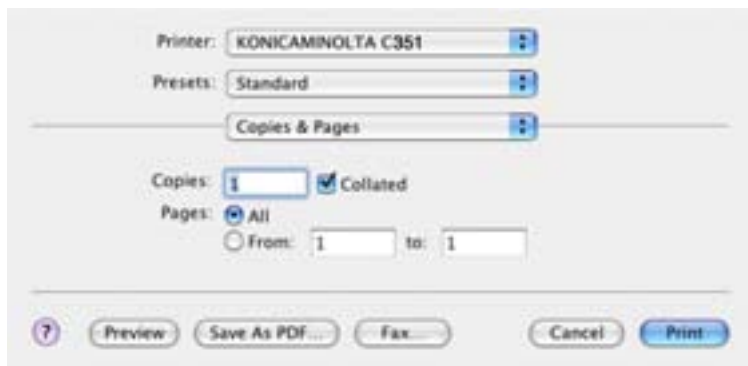 Printer: KONICAMINOLTA C351
Presets: Standard
Copies & Pages
Copies: 1 Collated
Pages: All
From: 1 to: 1
? Preview Save As PDF... Fax... Cancel Print